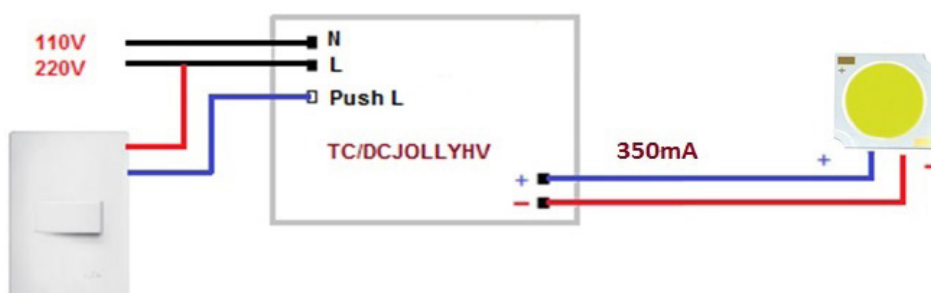 110V
220V
N
L
Push L
TC/DCJOLLYHV
350mA
+
-
+
-
+